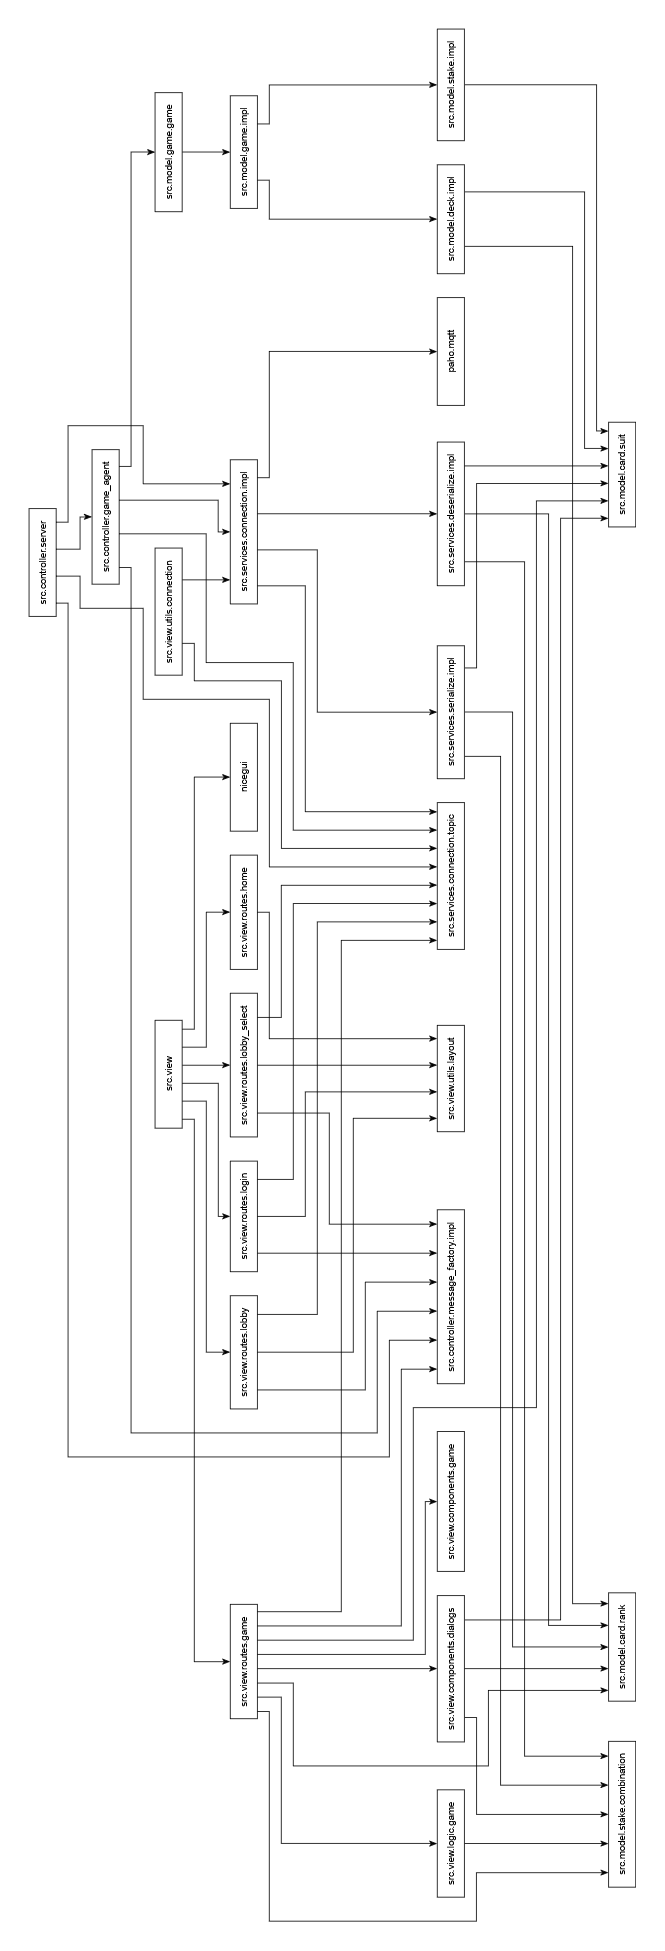 src.controller.server
src.controller.game_agent
src.model.game.game
src.view.utils.connection
src.view
src.model.game.impl
src.services.connection.impl
nicegui
src.view.routes.home
src.view.routes.lobby_select
src.view.routes.login
src.view.routes.lobby
src.view.routes.game
src.model.stake.impl
src.model.deck.impl
paho.mqtt
src.services.deserialize.impl
src.services.serialize.impl
src.services.connection.topic
src.view.utils.layout
src.controller.message_factory.impl
src.view.components.game
src.view.components.dialogs
src.view.logic.game
src.model.card.suit
src.model.card.rank
src.model.stake.combination